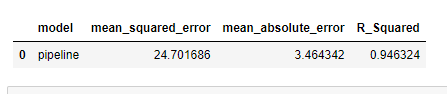 model mean_squared_error mean_absolute_error R_Squared
0 pipeline 24.701686 3.464342 0.946324